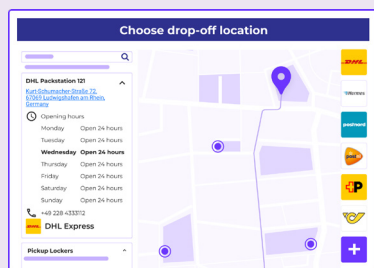 Choose drop-off location
DHL Packstation 121
Kurt-Schumacher-Straße 72,
67069 Ludwigshafen am Rhein,
Germany
Opening hours
Monday Open 24 hours
Tuesday Open 24 hours
Wednesday Open 24 hours
Thursday Open 24 hours
Friday Open 24 hours
Saturday Open 24 hours
Sunday Open 24 hours
+49 228 4333112
DHL DHL Express
Pickup Lockers
DHL
Hermes
postnord